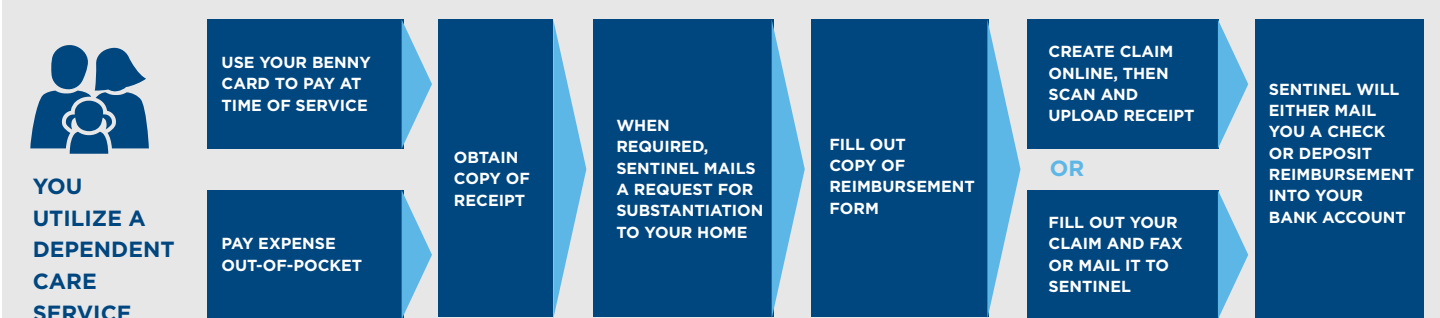 YOU
UTILIZE A
DEPENDENT
CARE
SERVICE
USE YOUR BENNY
CARD TO PAY AT
TIME OF SERVICE
PAY EXPENSE
OUT-OF-POCKET
OBTAIN
COPY OF
RECEIPT
WHEN
REQUIRED,
SENTINEL MAILS
A REQUEST FOR
SUBSTANTIATION
TO YOUR HOME
FILL OUT
COPY OF
REIMBURSEMENT
FORM
CREATE CLAIM
ONLINE, THEN
SCAN AND
UPLOAD RECEIPT
OR
FILL OUT YOUR
CLAIM AND FAX
OR MAIL IT TO
SENTINEL
SENTINEL WILL
EITHER MAIL
YOU A CHECK
OR DEPOSIT
REIMBURSEMENT
INTO YOUR
BANK ACCOUNT